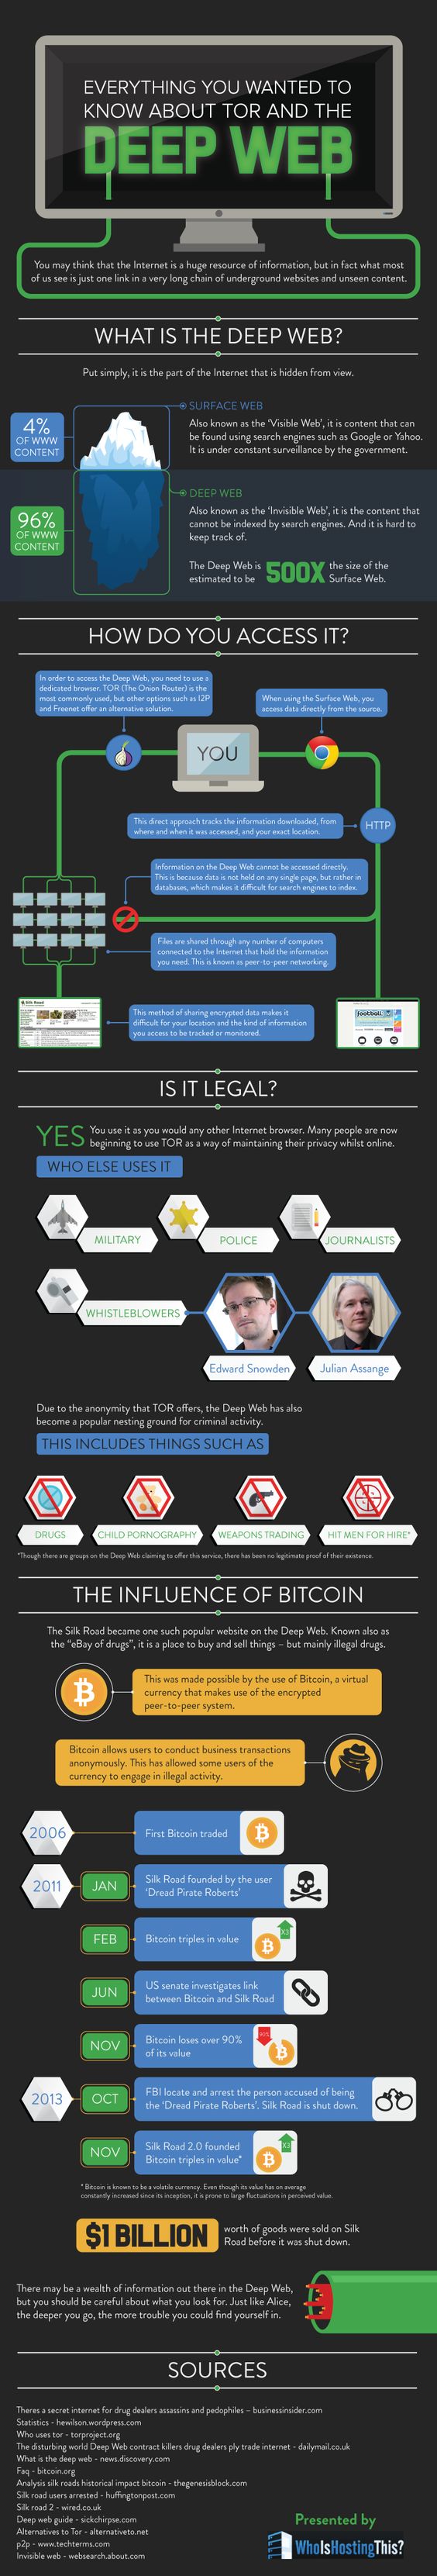 EVERYTHING YOU WANTED TO
KNOW ABOUT TOR AND THE
DEEP WEB
You may think that the Internet is a huge resource of information, but in fact what most
of us see is just one link in a very long chain of underground websites and unseen content.
WHAT IS THE DEEP WEB?
Put simply, it is the part of the Internet that is hidden from view.
4%
OF WWW
CONTENT
SURFACE WEB
Also known as the 'Visible Web', it is content that can
be found using search engines such as Google or Yahoo.
It is under constant surveillance by the government.
96%
OF WWW
CONTENT
DEEP WEB
Also known as the 'Invisible Web', it is the content that
cannot be indexed by search engines. And it is hard to
keep track of.
The Deep Web is
estimated to be
500X
the size of the
Surface Web.
HOW DO YOU ACCESS IT?
In order to access the Deep Web, you need to use a
dedicated browser. TOR (The Onion Router) is the
most commonly used, but other options such as I2P
and Freenet offer an alternative solution.
When using the Surface Web, you
access data directly from the source.
YOU
This direct approach tracks the information downloaded, from
where and when it was accessed, and your exact location.
HTTP
Information on the Deep Web cannot be accessed directly.
This is because data is not held on any single page, but rather in
databases, which makes it difficult for search engines to index.
Files are shared through any number of computers
connected to the Internet that hold the information
you need. This is known as peer-to-peer networking.
Silk Road
This method of sharing encrypted data makes it
difficult for your location and the kind of information
you access to be tracked or monitored.
football
IS IT LEGAL?
YES
You use it as you would any other Internet browser. Many people are now
beginning to use TOR as a way of maintaining their privacy whilst online.
WHO ELSE USES IT
MILITARY
POLICE
JOURNALISTS
WHISTLEBLOWERS
Edward Snowden
Julian Assange
Due to the anonymity that TOR offers, the Deep Web has also
become a popular nesting ground for criminal activity.
THIS INCLUDES THINGS SUCH AS
DRUGS
CHILD PORNOGRAPHY
WEAPONS TRADING
HIT MEN FOR HIRE*
*Though there are groups on the Deep Web claiming to offer this service, there has been no legitimate proof of their existence.
THE INFLUENCE OF BITCOIN
The Silk Road became one such popular website on the Deep Web. Known also as
the "eBay of drugs", it is a place to buy and sell things – but mainly illegal drugs.
This was made possible by the use of Bitcoin, a virtual
currency that makes use of the encrypted
peer-to-peer system.
Bitcoin allows users to conduct business transactions
anonymously. This has allowed some users of the
currency to engage in illegal activity.
2006
First Bitcoin traded
2011
JAN
Silk Road founded by the user
'Dread Pirate Roberts'
FEB
Bitcoin triples in value
X3
JUN
US senate investigates link
between Bitcoin and Silk Road
NOV
Bitcoin loses over 90%
of its value
90%
2013
OCT
FBI locate and arrest the person accused of being
the 'Dread Pirate Roberts'. Silk Road is shut down.
NOV
Silk Road 2.0 founded
Bitcoin triples in value*
X3
* Bitcoin is known to be a volatile currency. Even though its value has on average
constantly increased since its inception, it is prone to large fluctuations in perceived value.
$1 BILLION
worth of goods were sold on Silk
Road before it was shut down.
There may be a wealth of information out there in the Deep Web,
but you should be careful about what you look for. Just like Alice,
the deeper you go, the more trouble you could find yourself in.
SOURCES
Theres a secret internet for drug dealers assassins and pedophiles – businessinsider.com
Statistics - hewilson.wordpress.com
Who uses tor - torproject.org
The disturbing world Deep Web contract killers drug dealers ply trade internet - dailymail.co.uk
What is the deep web - news.discovery.com
Faq - bitcoin.org
Analysis silk roads historical impact bitcoin - thegenesisblock.com
Silk road users arrested - huffingtonpost.com
Silk road 2 - wired.co.uk
Deep web guide - sickchirpse.com
Alternatives to Tor - alternativeto.net
p2p - www.techterms.com
Invisible web - websearch.about.com
Presented by
WhoIsHostingThis?